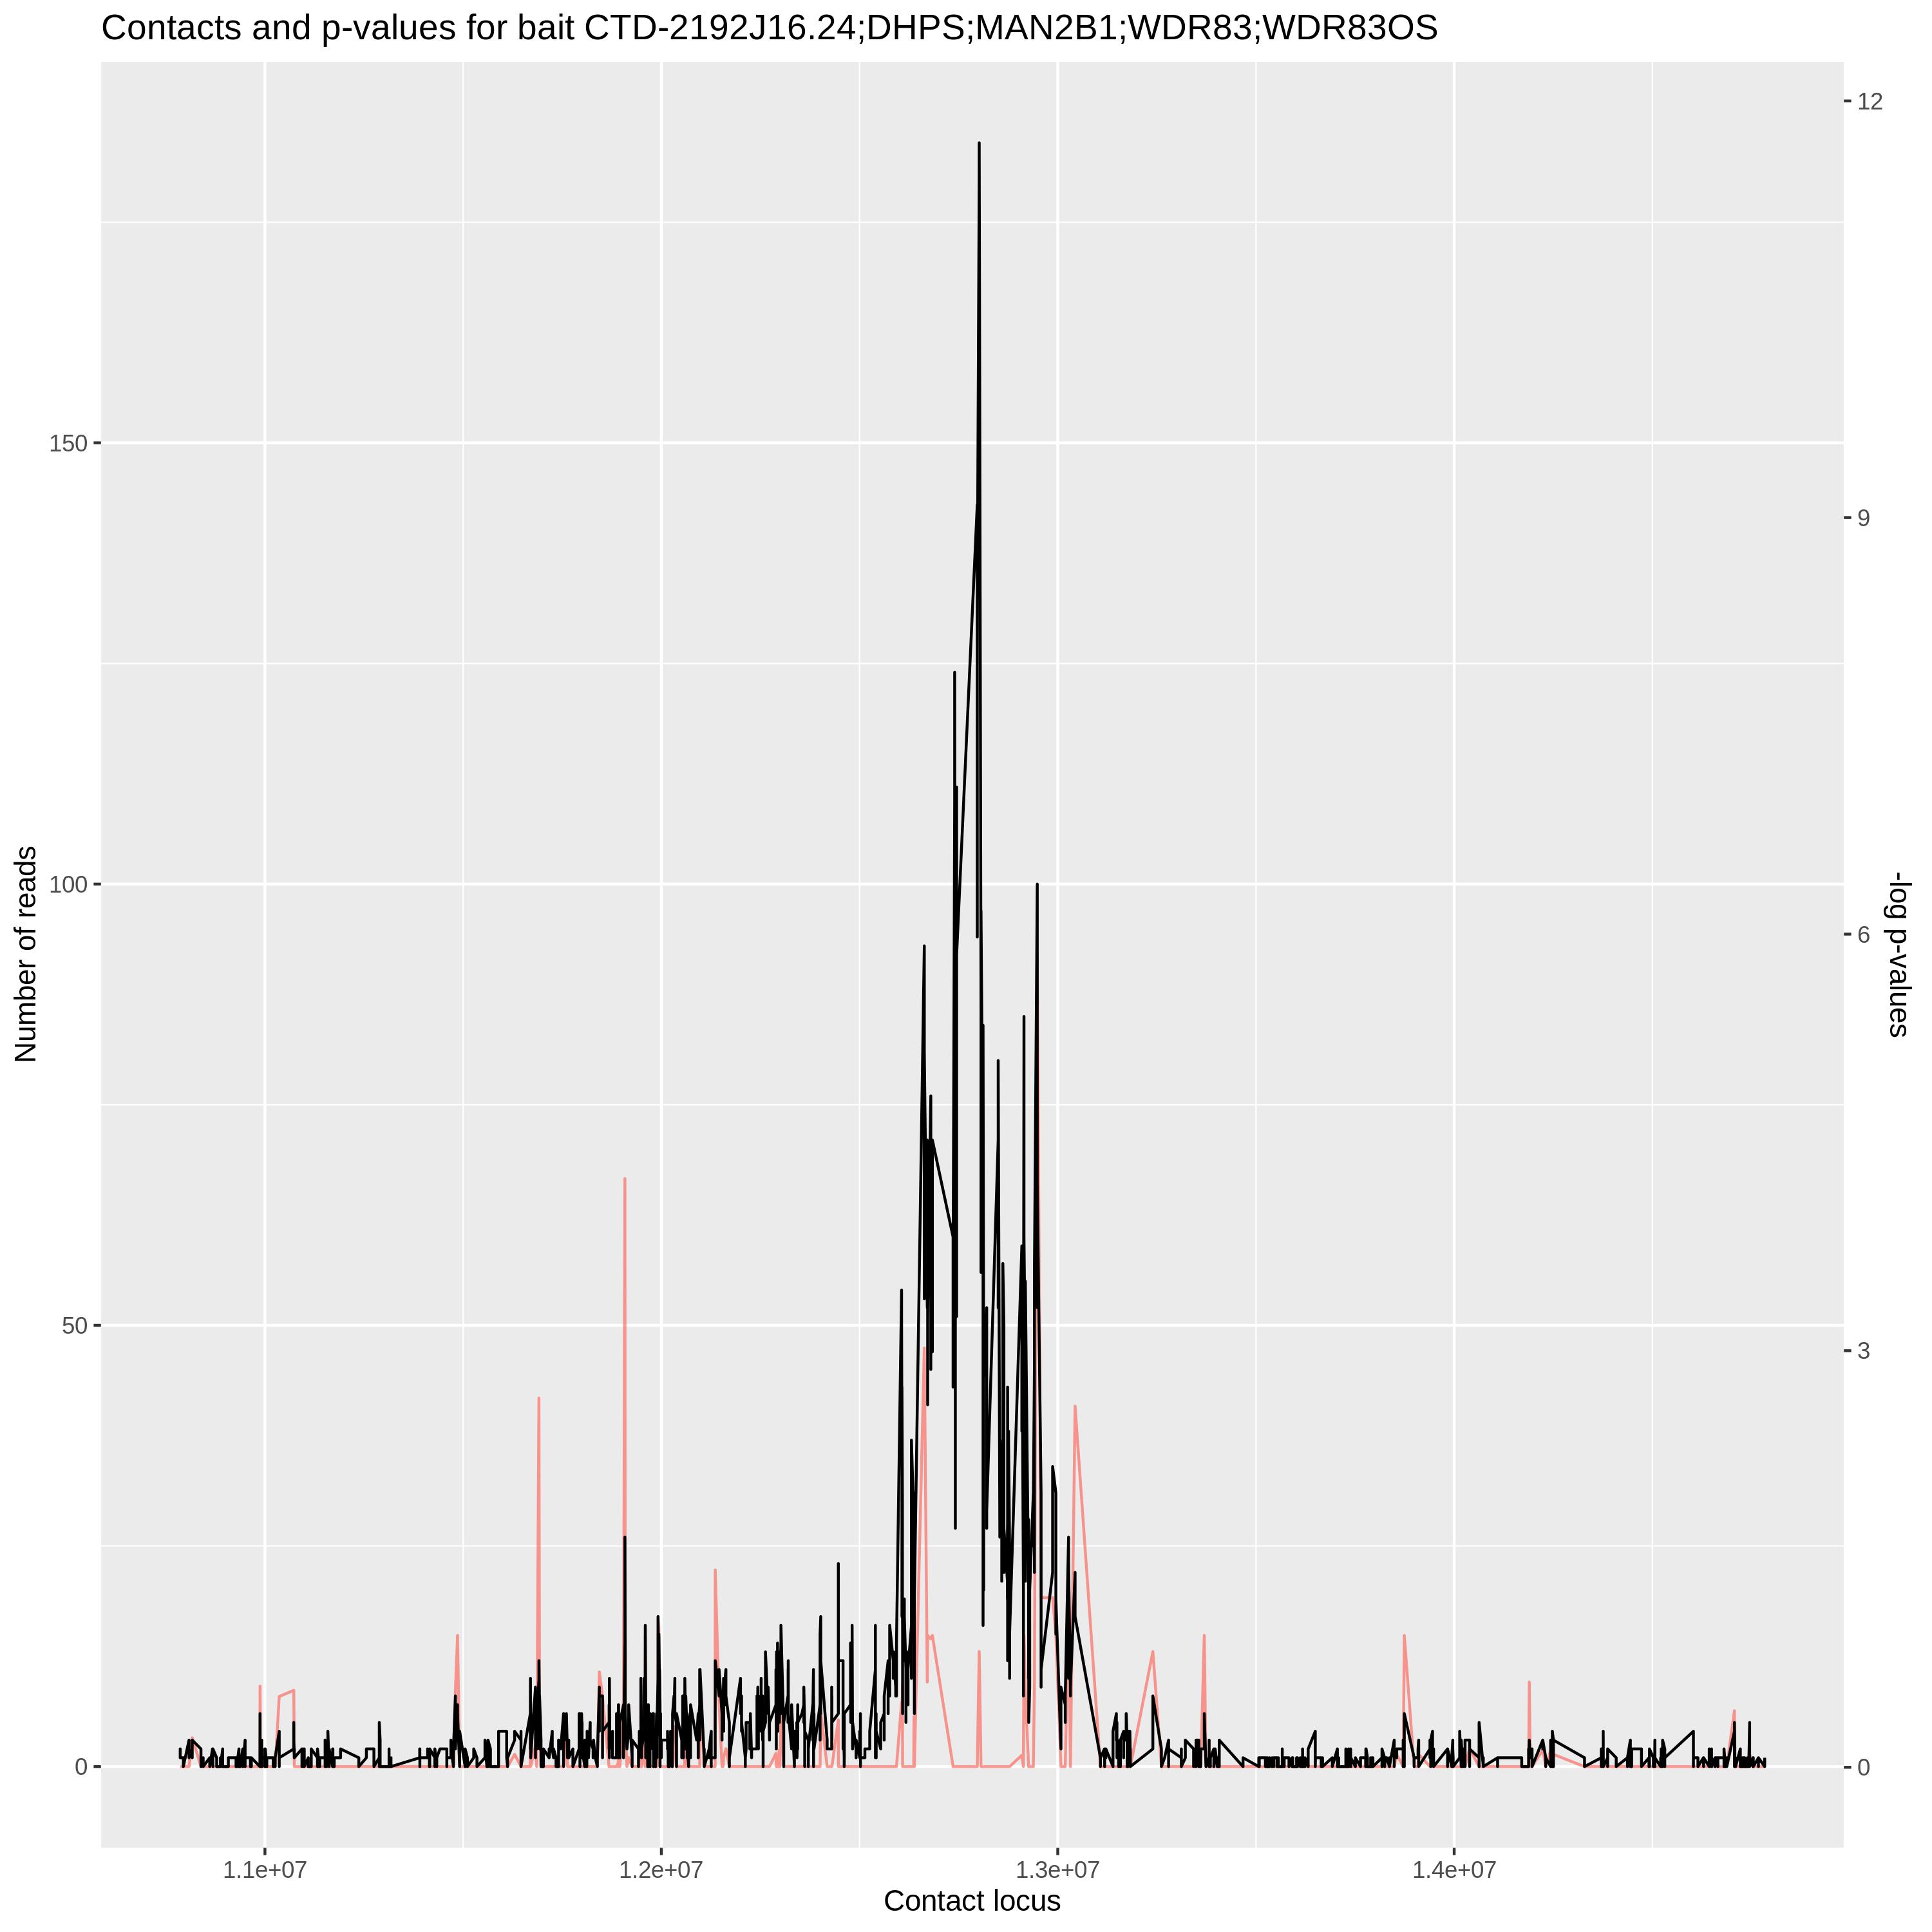 Contacts and p-values for bait CTD-2192J16.24;DHPS;MAN2B1;WDR83;WDR83OS
Number of reads
150
100
50
0
12
9
6
3
0
-log p-values
1.1e+07
1.2e+07
1.3e+07
1.4e+07
Contact locus